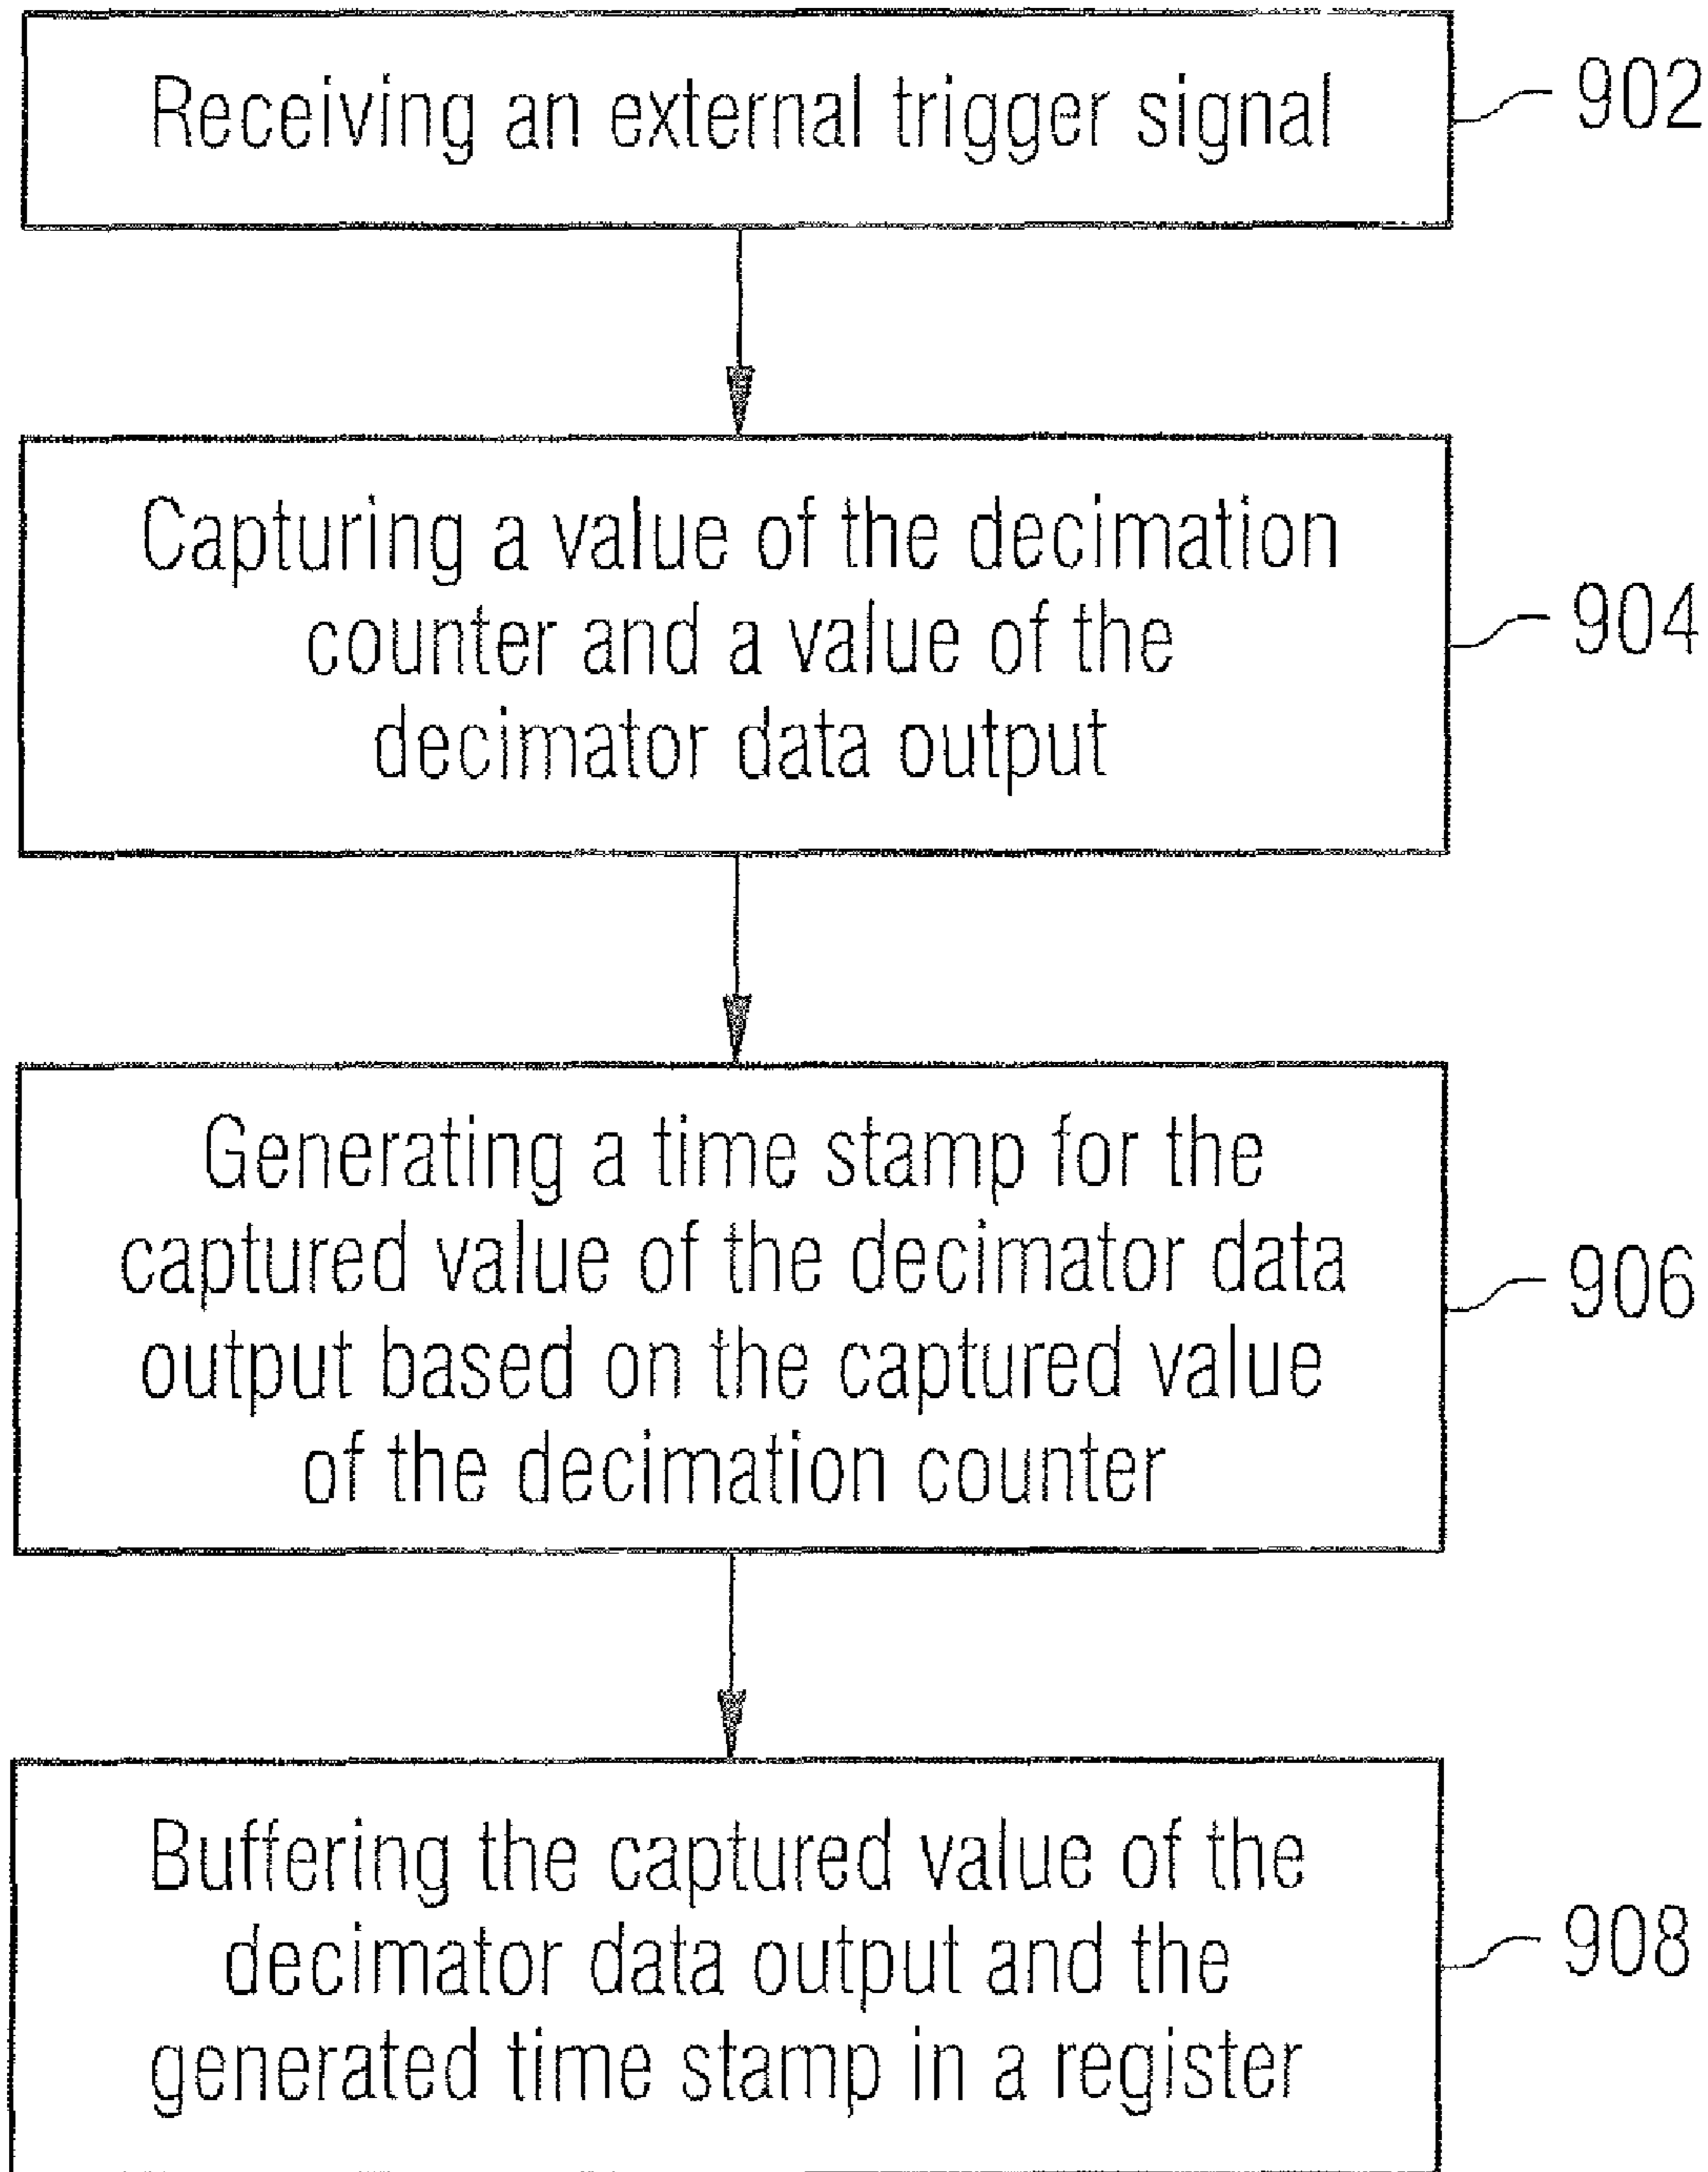 Receiving an external trigger signal
902
Capturing a value of the decimation
counter and a value of the
decimator data output
904
Generating a time stamp for the
captured value of the decimator data
output based on the captured value
of the decimation counter
906
Buffering the captured value of the
decimator data output and the
generated time stamp in a register
908